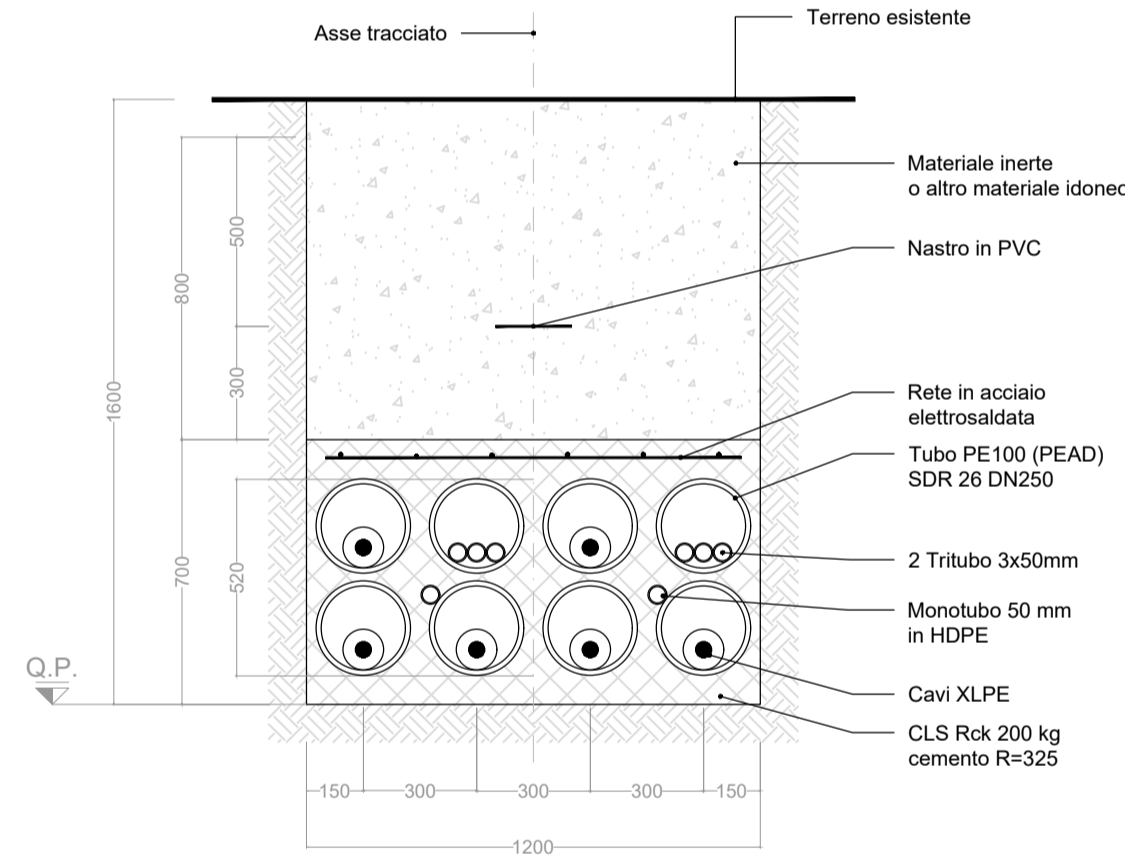 Asse tracciato
Terreno esistente
Materiale inerte
o altro materiale idoneo
Nastro in PVC
Rete in acciaio
elettrosaldata
Tubo PE100 (PEAD)
SDR 26 DN250
2 Tritubo 3x50mm
Monotubo 50 mm
in HDPE
Cavi XLPE
CLS Rck 200 kg
cemento R=325
1600
800
500
300
700
520
Q.P.
150
300
300
300
150
1200